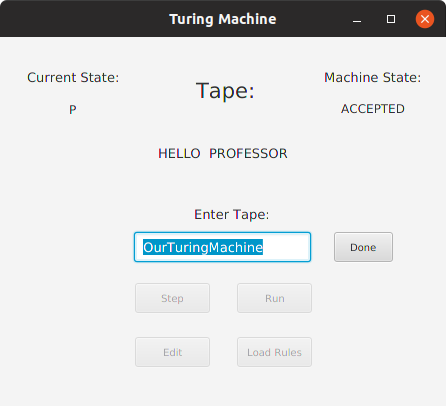 Turing Machine
Current State:
Tape:
Machine State:
P
ACCEPTED
HELLO PROFESSOR
Enter Tape:
OurTuringMachine
Done
Step
Run
Edit
Load Rules